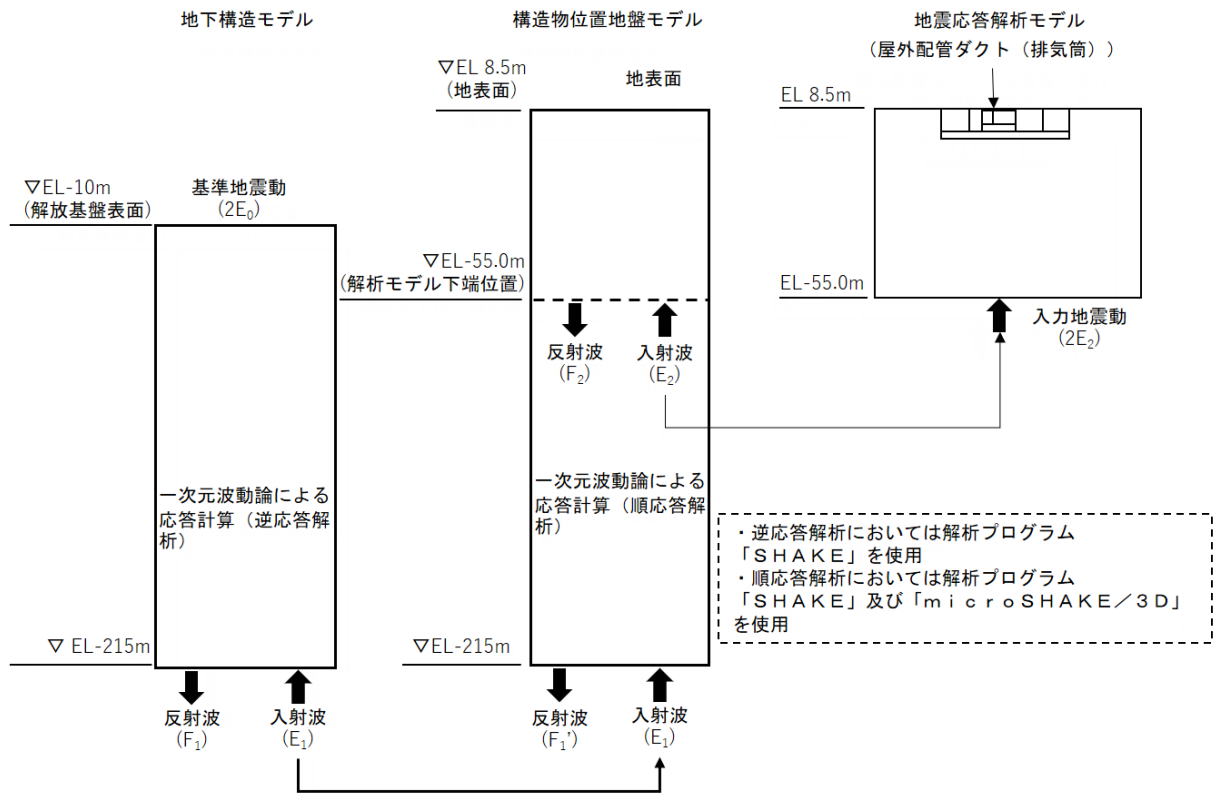 地下構造モデル
▽EL-10m
(解放基盤表面)
基準地震動
(2E₀)
一次元波動論による
応答計算（逆応答解
析）
▽ EL-215m
反射波
(F₁)
入射波
(E₁)
構造物位置地盤モデル
▽EL 8.5m
(地表面)
地表面
▽EL-55.0m
(解析モデル下端位置)
反射波
(F₂)
入射波
(E₂)
一次元波動論による
応答計算（順応答解
析）
▽EL-215m
反射波
(F₁')
入射波
(E₁)
地震応答解析モデル
（屋外配管ダクト（排気筒））
EL 8.5m
EL-55.0m
入力地震動
(2E₂)
・逆応答解析においては解析プログラム
「ＳＨＡＫＥ」を使用
・順応答解析においては解析プログラム
「ＳＨＡＫＥ」及び「ｍｉｃｒｏＳＨＡＫＥ／３Ｄ」
を使用